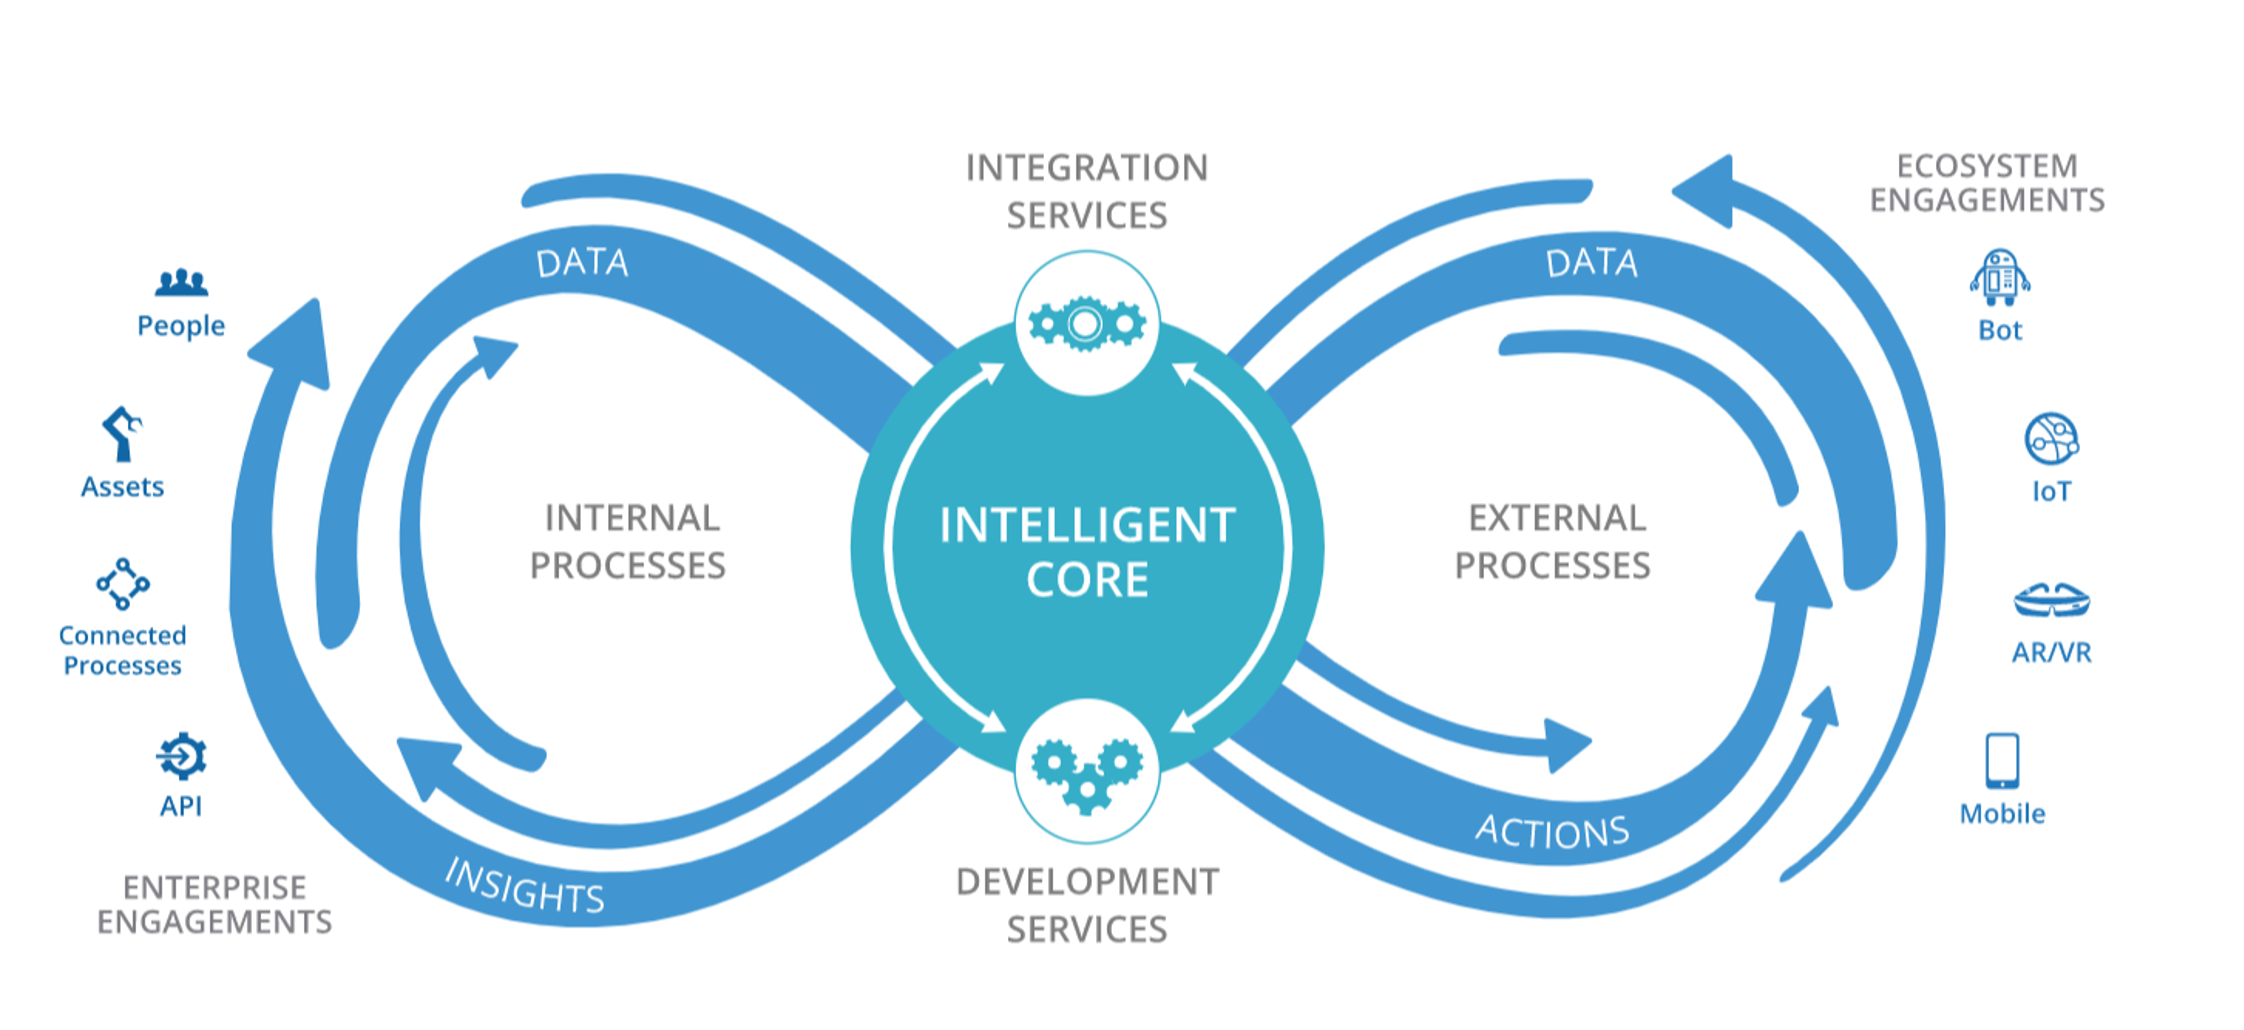 INTEGRATION
SERVICES
ECOSYSTEM
ENGAGEMENTS
DATA
DATA
People
Bot
Assets
IoT
INTERNAL
PROCESSES
INTELLIGENT
CORE
EXTERNAL
PROCESSES
Connected
Processes
AR/VR
API
Mobile
ACTIONS
INSIGHTS
ENTERPRISE
ENGAGEMENTS
DEVELOPMENT
SERVICES